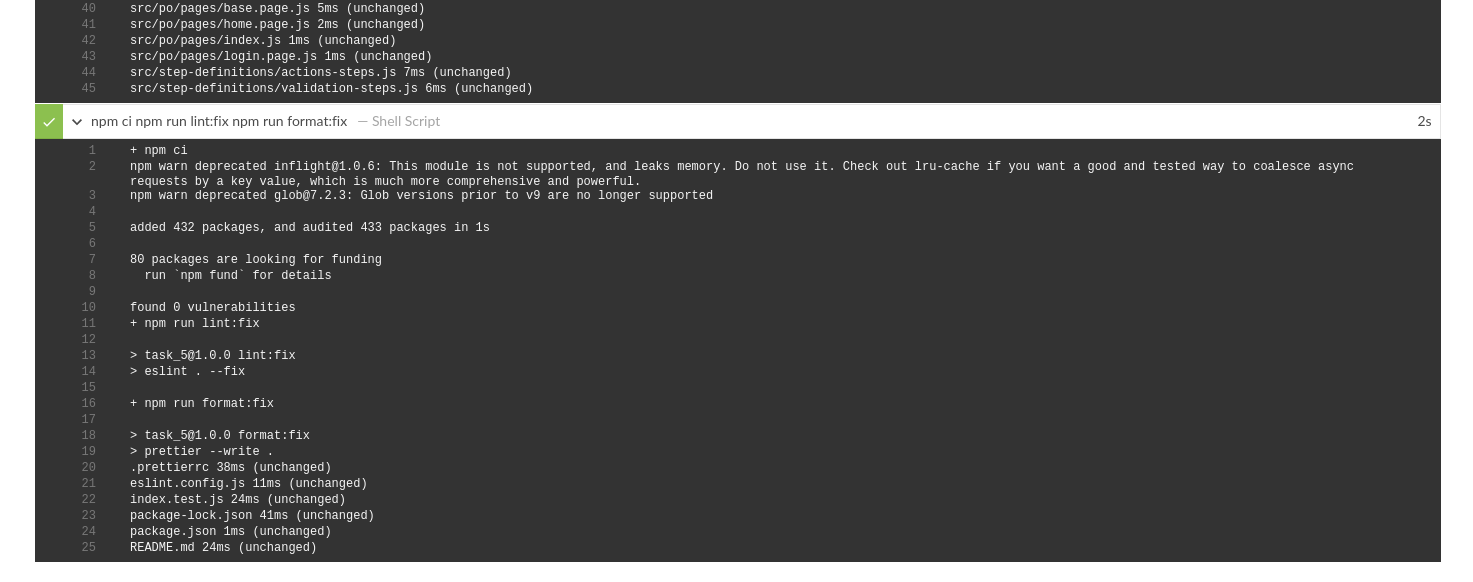 40 src/po/pages/base.page.js 5ms (unchanged)
41 src/po/pages/home.page.js 2ms (unchanged)
42 src/po/pages/index.js 1ms (unchanged)
43 src/po/pages/login.page.js 1ms (unchanged)
44 src/step-definitions/actions-steps.js 7ms (unchanged)
45 src/step-definitions/validation-steps.js 6ms (unchanged)
npm ci npm run lint:fix npm run format:fix — Shell Script 2s
1 + npm ci
2 npm warn deprecated inflight@1.0.6: This module is not supported, and leaks memory. Do not use it. Check out lru-cache if you want a good and tested way to coalesce async
requests by a key value, which is much more comprehensive and powerful.
3 npm warn deprecated glob@7.2.3: Glob versions prior to v9 are no longer supported
4
5 added 432 packages, and audited 433 packages in 1s
6
7 80 packages are looking for funding
8   run `npm fund` for details
9
10 found 0 vulnerabilities
11 + npm run lint:fix
12
13 > task_5@1.0.0 lint:fix
14 > eslint . --fix
15
16 + npm run format:fix
17
18 > task_5@1.0.0 format:fix
19 > prettier --write .
20 .prettierrc 38ms (unchanged)
21 eslint.config.js 11ms (unchanged)
22 index.test.js 24ms (unchanged)
23 package-lock.json 41ms (unchanged)
24 package.json 1ms (unchanged)
25 README.md 24ms (unchanged)